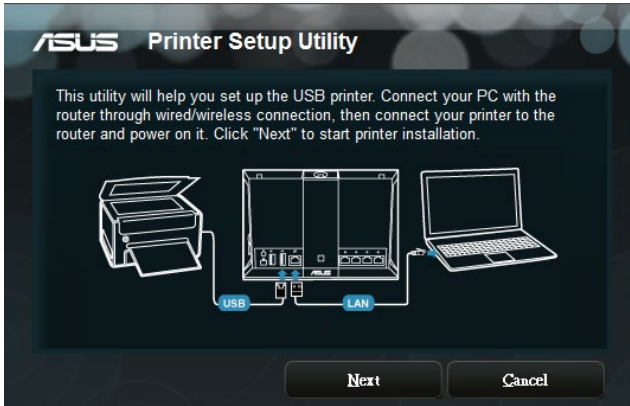 ASUS Printer Setup Utility
This utility will help you set up the USB printer. Connect your PC with the
router through wired/wireless connection, then connect your printer to the
router and power on it. Click "Next" to start printer installation.
ASUS
USB
LAN
Next
Cancel